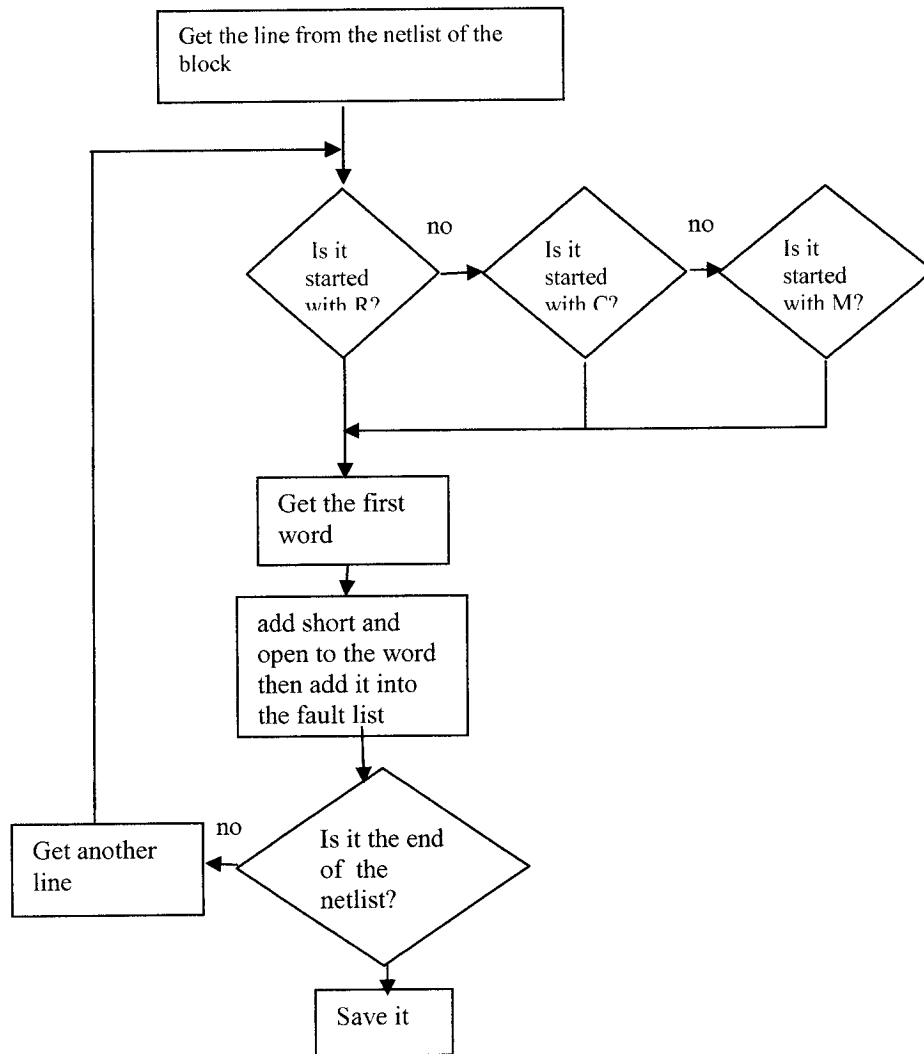 Get the line from the netlist of the
block
no
no
Is it
started
with R?
Is it
started
with C?
Is it
started
with M?
Get the first
word
add short and
open to the word
then add it into
the fault list
Is it the end
of the
netlist?
no
Get another
line
Save it